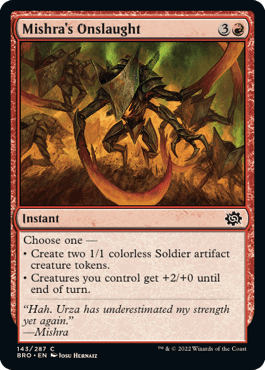 Mishra's Onslaught 3
Instant
Choose one —
• Create two 1/1 colorless Soldier artifact
creature tokens.
• Creatures you control get +2/+0 until
end of turn.
"Hah. Urza has underestimated my strength
yet again."
—Mishra
143/287 C
BRO • EN Iosu Hernaiz
™ & © 2022 Wizards of the Coast